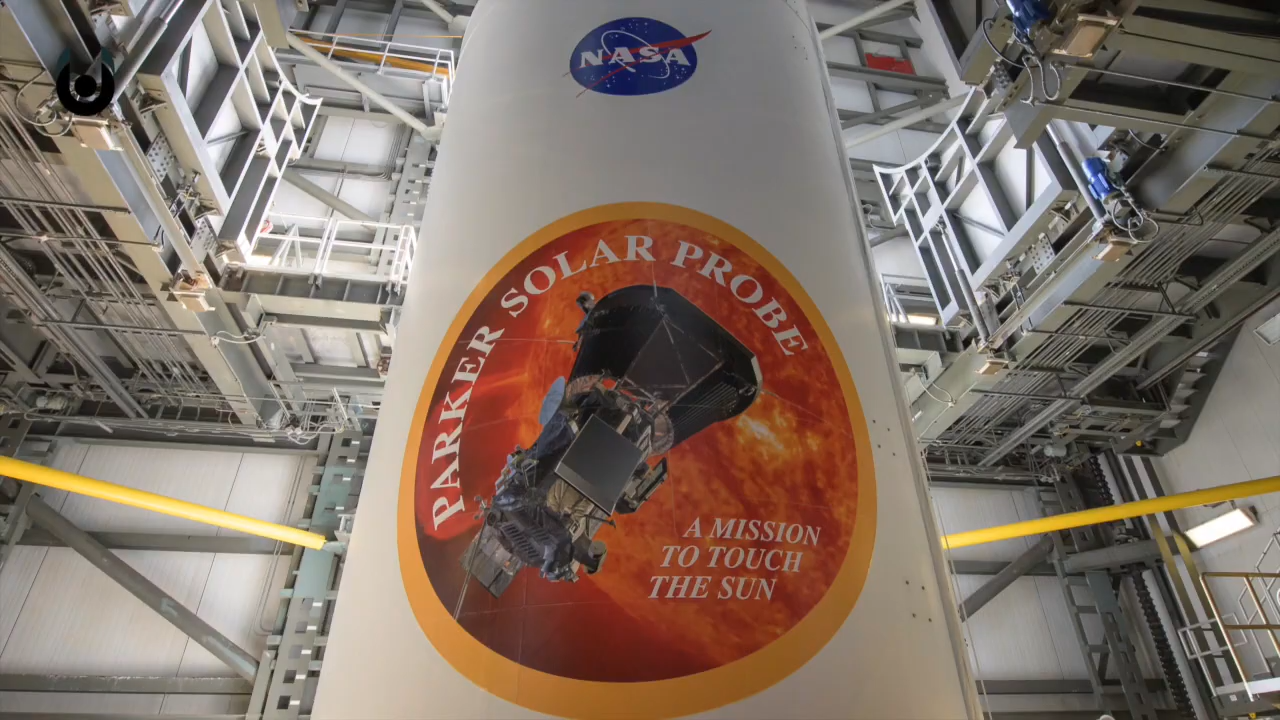 NASA
PARKER SOLAR PROBE
A MISSION
TO TOUCH
THE SUN